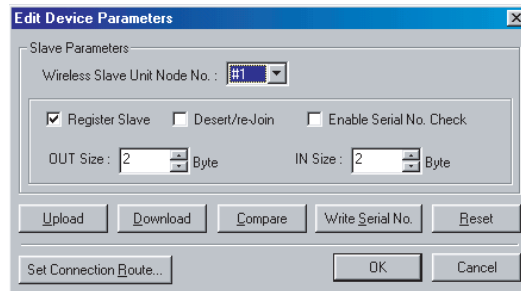 Edit Device Parameters
Slave Parameters
Wireless Slave Unit Node No. : #1
Register Slave Desert/re-Join Enable Serial No. Check
OUT Size : 2 Byte IN Size : 2 Byte
Upload Download Compare Write Serial No. Reset
Set Connection Route... OK Cancel